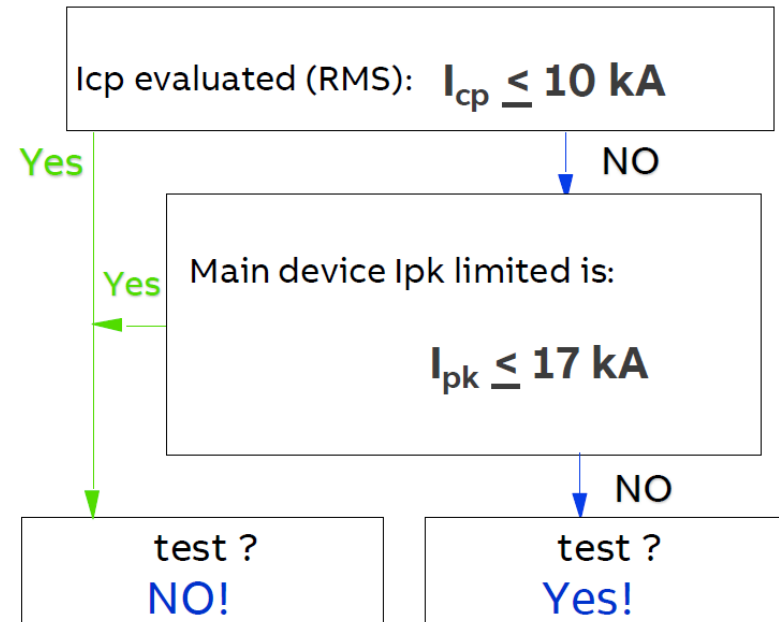 Icp evaluated (RMS): Icp ≤ 10 kA
Yes
NO
Main device Ipk limited is:
Yes
Ipk ≤ 17 kA
NO
test ?
NO!
test ?
Yes!